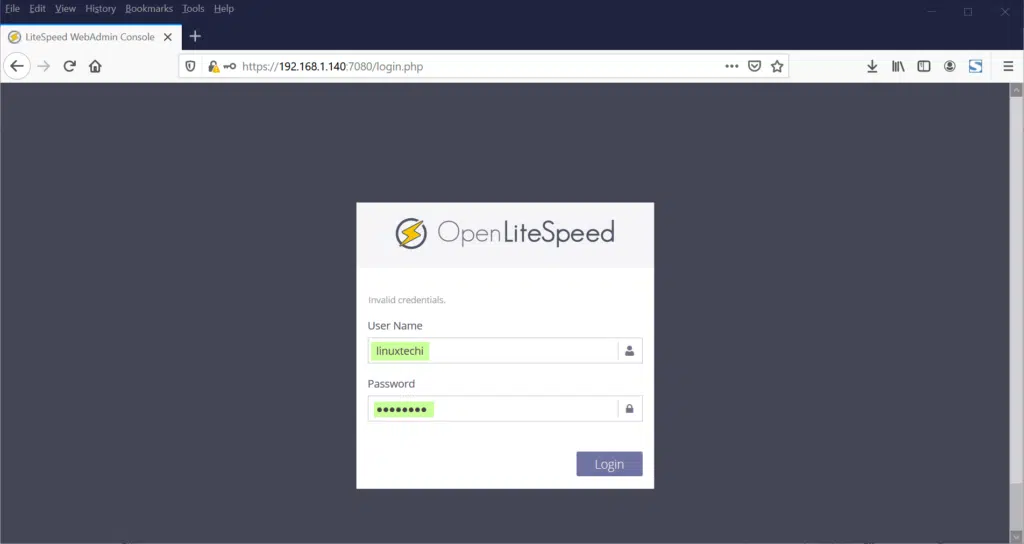 File Edit View History Bookmarks Tools Help
LiteSpeed WebAdmin Console
https://192.168.1.140:7080/login.php
OpenLiteSpeed
Invalid credentials.
User Name
linuxtechi
Password
••••••••
Login